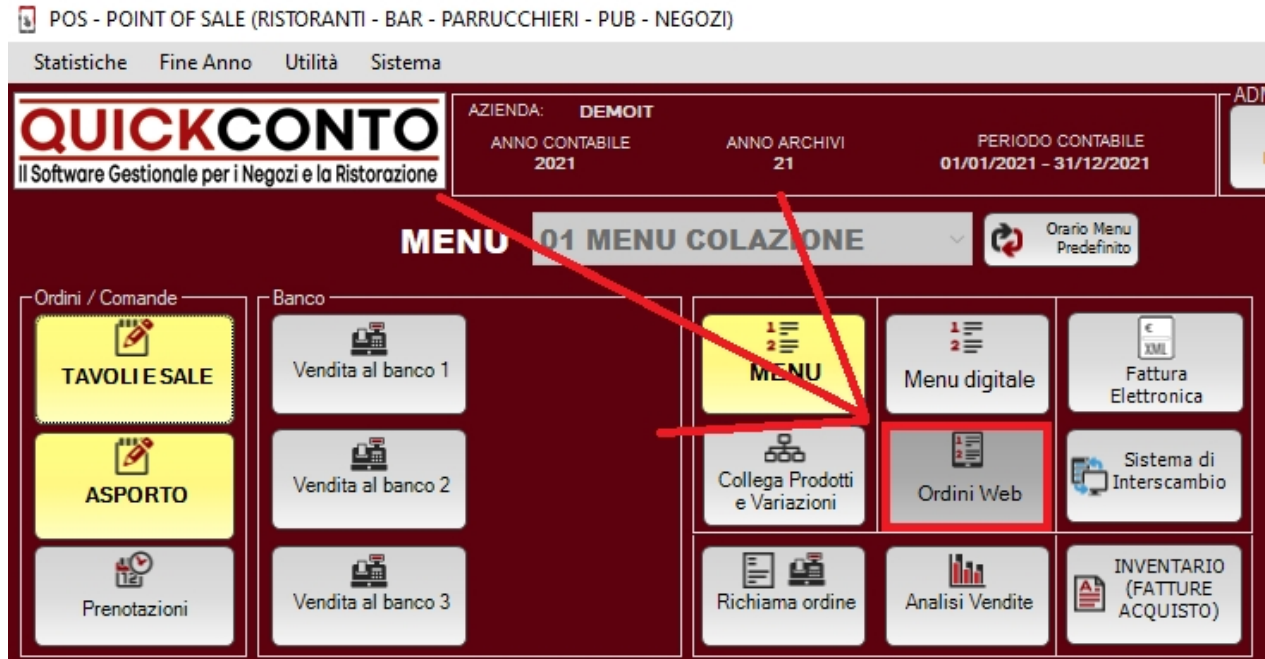 POS - POINT OF SALE (RISTORANTI - BAR - PARRUCCHIERI - PUB - NEGOZI)
Statistiche Fine Anno Utilità Sistema
QUICKCONTO
Il Software Gestionale per i Negozi e la Ristorazione
AZIENDA: DEMOIT
ANNO CONTABILE
2021
ANNO ARCHIVI
21
PERIODO CONTABILE
01/01/2021 - 31/12/2021
MENU 01 MENU COLAZIONE
Orario Menu
Predefinito
Ordini / Comande
TAVOLI E SALE
ASPORTO
Prenotazioni
Banco
Vendita al banco 1
Vendita al banco 2
Vendita al banco 3
MENU
Menu digitale
€
XML
Fattura
Elettronica
Collega Prodotti
e Variazioni
Ordini Web
Sistema di
Interscambio
Richiama ordine
Analisi Vendite
INVENTARIO
(FATTURE
ACQUISTO)